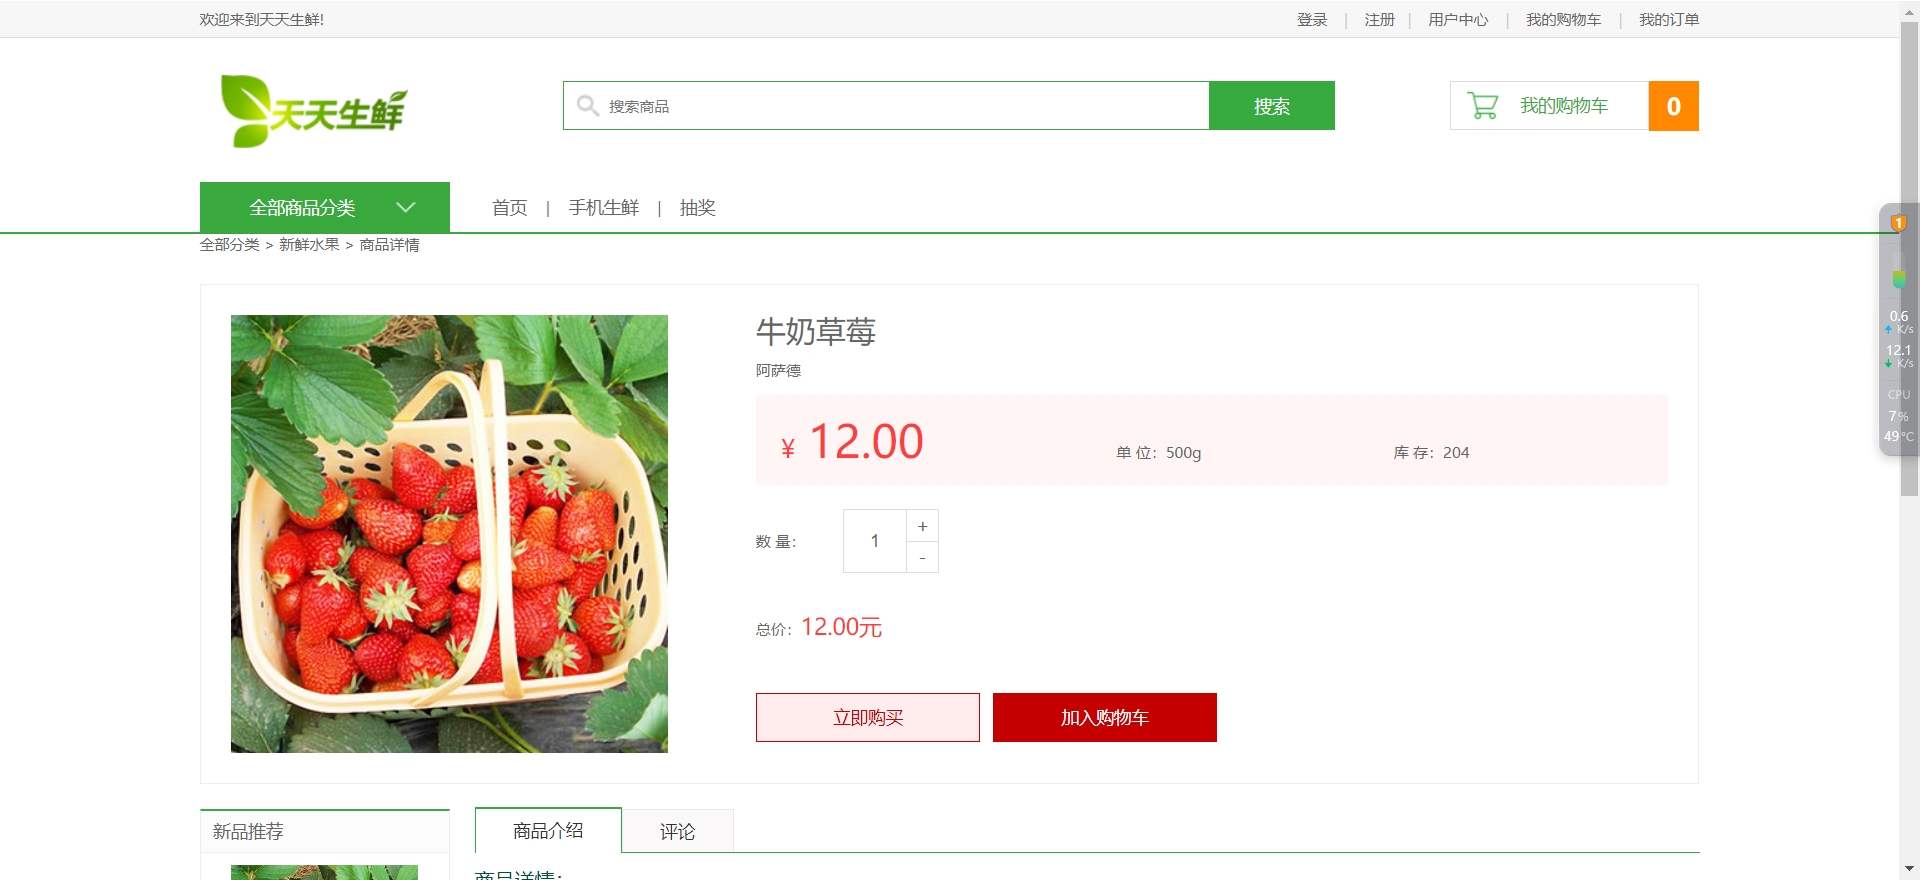 欢迎来到天天生鲜!
登录 | 注册 | 用户中心 | 我的购物车 | 我的订单
天天生鲜
搜索商品
搜索
我的购物车
0
全部商品分类
首页 | 手机生鲜 | 抽奖
全部分类 > 新鲜水果 > 商品详情
牛奶草莓
阿萨德
¥ 12.00
单 位：500g
库 存：204
数 量：
1
+
-
总价：12.00元
立即购买
加入购物车
新品推荐
商品介绍
评论
商品详情：
1
0.6
K/s
12.1
K/s
CPU
7%
49°C